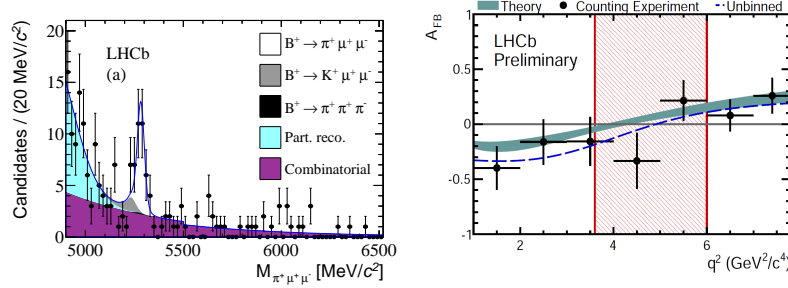 Candidates / (20 MeV/c²)
20
15
10
5
0
LHCb
(a)
B⁺ → π⁺ μ⁺ μ⁻
B⁺ → K⁺ μ⁺ μ⁻
B⁺ → π⁺ π⁺ π⁻
Part. reco.
Combinatorial
5000 5500 6000 6500
M_π⁺ μ⁺ μ⁻ [MeV/c²]
Theory Counting Experiment Unbinned
A_FB
1
0.5
0
-0.5
-1
LHCb
Preliminary
2 4 6
q² (GeV²/c⁴)